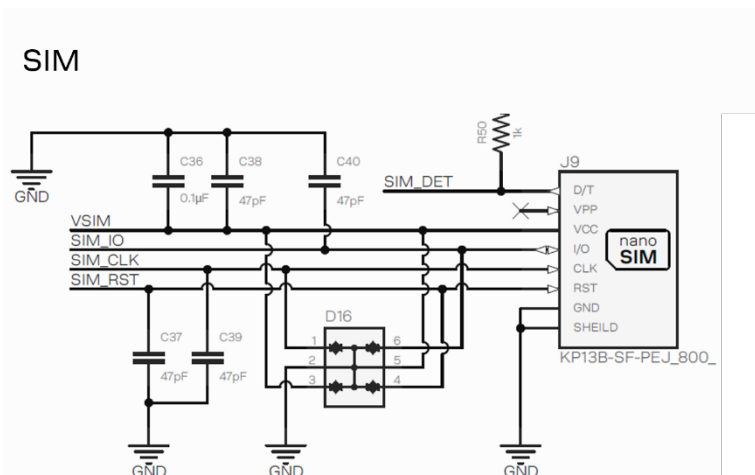 SIM
R50
1k
J9
C36
0.1µF
C38
47pF
C40
47pF
GND
SIM_DET
D/T
VPP
VCC
I/O
CLK
RST
GND
SHEILD
nano
SIM
KP13B-SF-PEJ_800_
VSIM
SIM_IO
SIM_CLK
SIM_RST
D16
1
2
3
6
5
4
C37
47pF
C39
47pF
GND
GND
GND